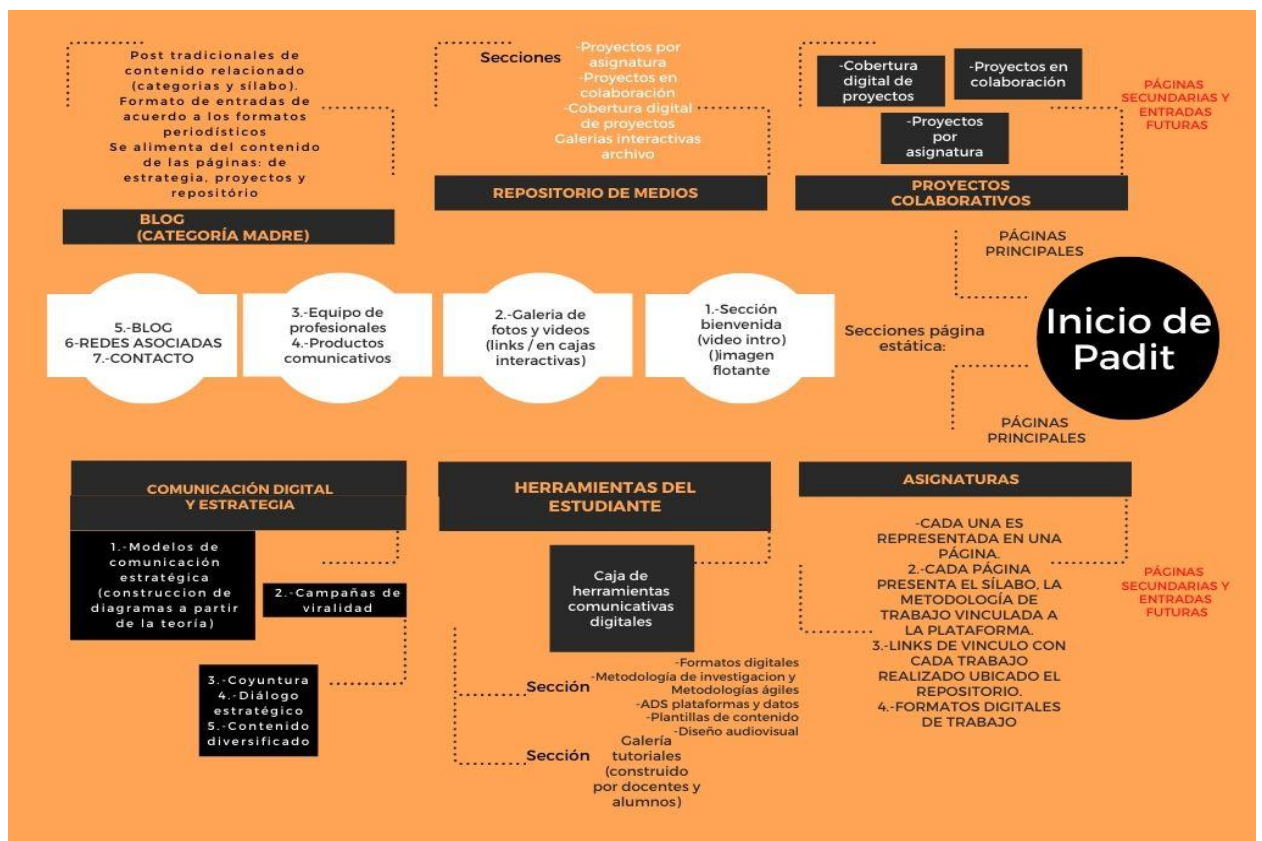 Post tradicionales de
contenido relacionado
(categorias y sílabo).
Formato de entradas de
acuerdo a los formatos
periodísticos
Se alimenta del contenido
de las páginas: de
estrategia, proyectos y
repositório
BLOG
(CATEGORÍA MADRE)
Secciones
-Proyectos por
asignatura
-Proyectos en
colaboración
-Cobertura digital
de proyectos
Galerias interactivas
archivo
REPOSITORIO DE MEDIOS
-Cobertura
digital de
proyectos
-Proyectos en
colaboración
-Proyectos
por
asignatura
PROYECTOS
COLABORATIVOS
PÁGINAS
SECUNDARIAS Y
ENTRADAS
FUTURAS
PÁGINAS
PRINCIPALES
5.-BLOG
6-REDES ASOCIADAS
7.-CONTACTO
3.-Equipo de
profesionales
4.-Productos
comunicativos
2.-Galeria de
fotos y videos
(links / en cajas
interactivas)
1.-Sección
bienvenida
(video intro)
()imagen
flotante
Secciones página
estática:
Inicio de
Padit
PÁGINAS
PRINCIPALES
COMUNICACIÓN DIGITAL
Y ESTRATEGIA
1.-Modelos de
comunicación
estratégica
(construccion de
diagramas a partir
de la teoría)
2.-Campañas de
viralidad
3.-Coyuntura
4.-Diálogo
estratégico
5.-Contenido
diversificado
HERRAMIENTAS DEL
ESTUDIANTE
Caja de
herramientas
comunicativas
digitales
Sección
-Formatos digitales
-Metodología de investigacion y
Metodologías ágiles
-ADS plataformas y datos
-Plantillas de contenido
-Diseño audiovisual
Sección
Galería
tutoriales
(construido
por docentes y
alumnos)
ASIGNATURAS
-CADA UNA ES
REPRESENTADA EN UNA
PÁGINA.
2.-CADA PÁGINA
PRESENTA EL SÍLABO, LA
METODOLOGÍA DE
TRABAJO VINCULADA A
LA PLATAFORMA.
3.-LINKS DE VINCULO CON
CADA TRABAJO
REALIZADO UBICADO EL
REPOSITORIO.
4.-FORMATOS DIGITALES
DE TRABAJO
PÁGINAS
SECUNDARIAS Y
ENTRADAS
FUTURAS